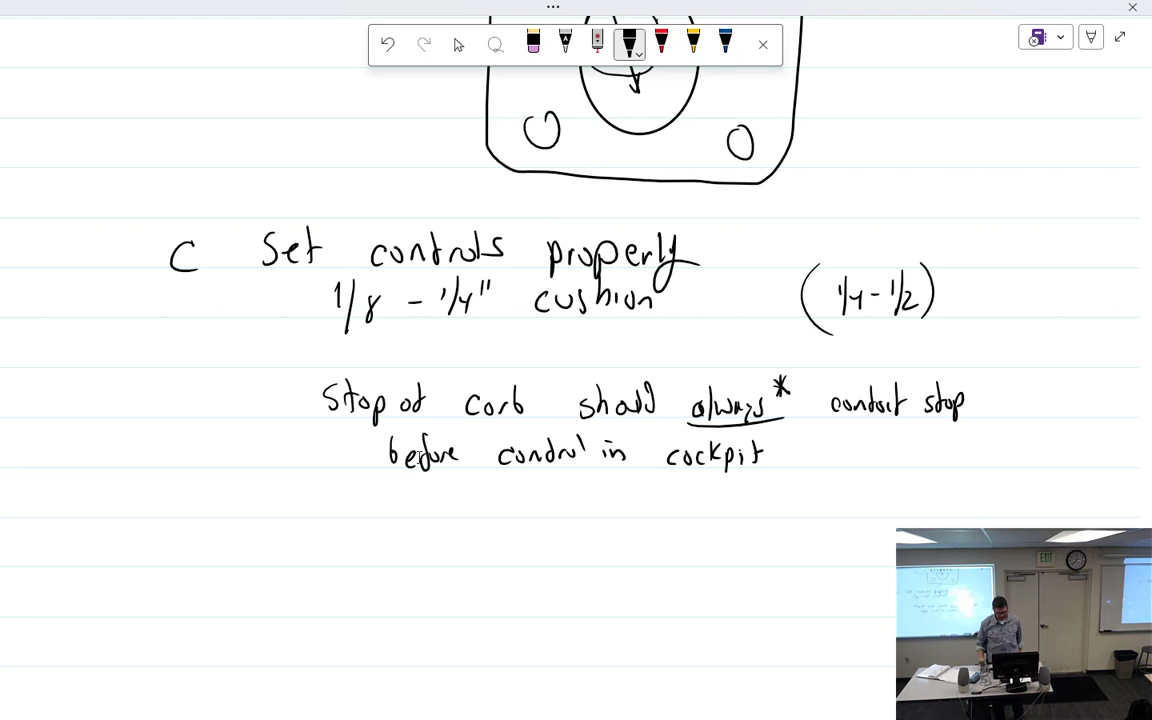 C Set controls properly
1/8 - 1/4" cushion (1/4 - 1/2)
Stop at carb should always* contact stop
before control in cockpit
EXIT